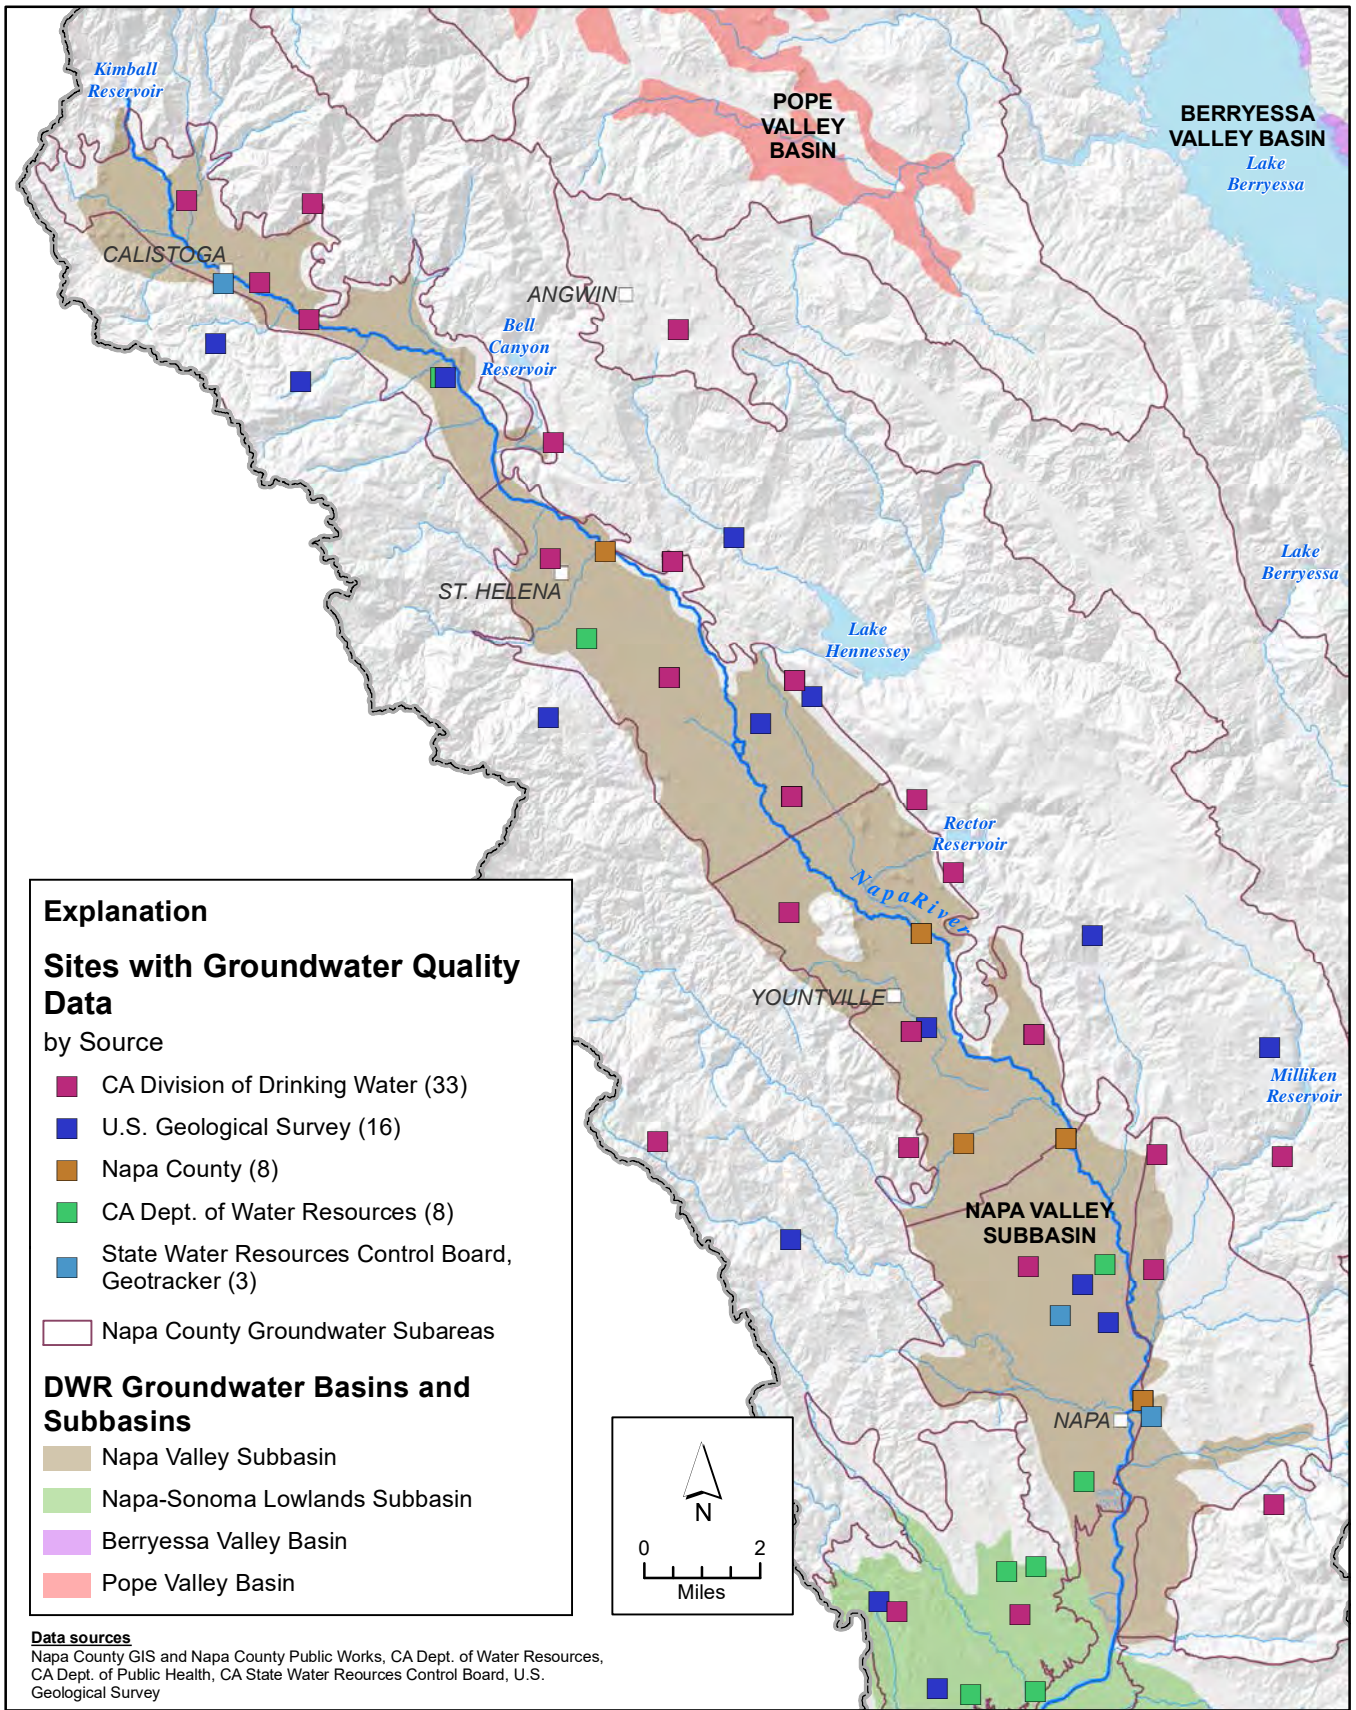 Kimball
Reservoir
POPE
VALLEY
BASIN
BERRYESSA
VALLEY BASIN
Lake
Berryessa
CALISTOGA
ANGWIN
Bell
Canyon
Reservoir
Lake
Berryessa
ST. HELENA
Lake
Hennessey
Rector
Reservoir
Napa River
YOUNTVILLE
Milliken
Reservoir
NAPA VALLEY
SUBBASIN
NAPA
Explanation
Sites with Groundwater Quality
Data
by Source
CA Division of Drinking Water (33)
U.S. Geological Survey (16)
Napa County (8)
CA Dept. of Water Resources (8)
State Water Resources Control Board,
Geotracker (3)
Napa County Groundwater Subareas
DWR Groundwater Basins and
Subbasins
Napa Valley Subbasin
Napa-Sonoma Lowlands Subbasin
Berryessa Valley Basin
Pope Valley Basin
N
0 2
Miles
Data sources
Napa County GIS and Napa County Public Works, CA Dept. of Water Resources,
CA Dept. of Public Health, CA State Water Reources Control Board, U.S.
Geological Survey